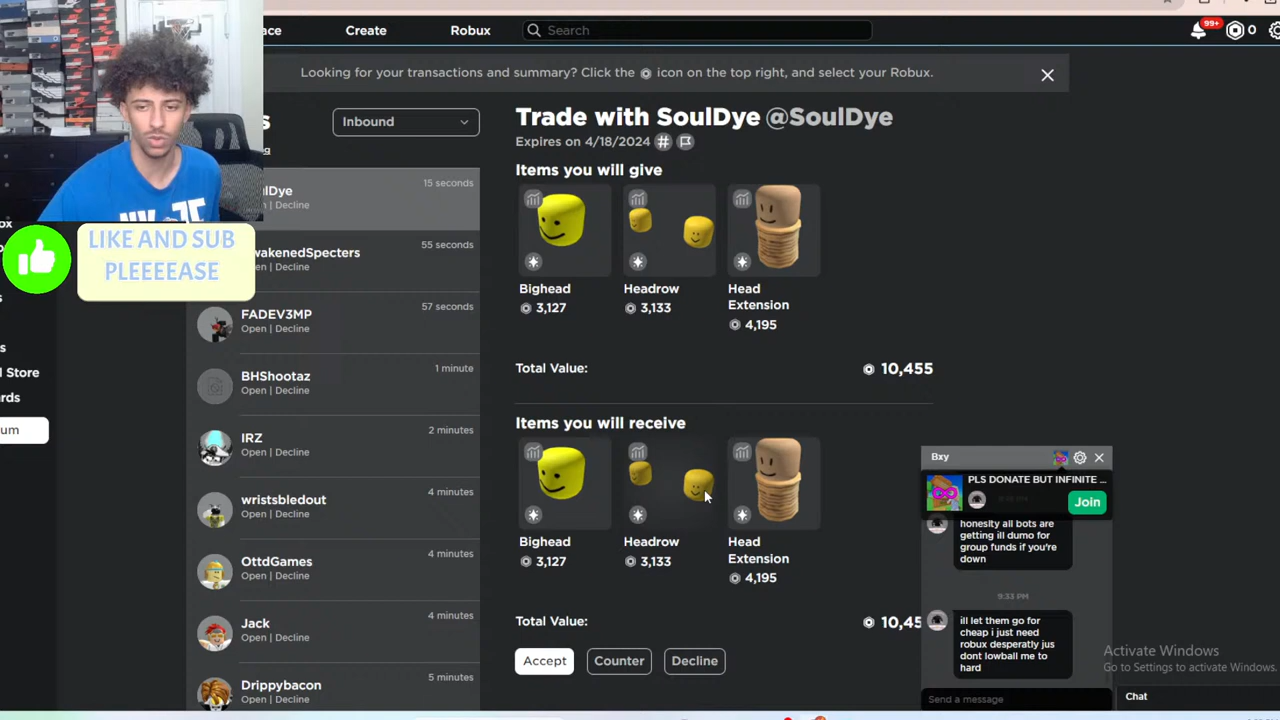 ace
Create
Robux
Search
99+
0
Looking for your transactions and summary? Click the icon on the top right, and select your Robux.
Inbound
LIKE AND SUB
PLEEEEASE
ulDye
15 seconds
Decline
wakenedSpecters
55 seconds
Decline
FADEV3MP
57 seconds
Open | Decline
BHShootaz
1 minute
Open | Decline
IRZ
2 minutes
Open | Decline
wristsbledout
4 minutes
Open | Decline
OttdGames
4 minutes
Open | Decline
Jack
4 minutes
Open | Decline
Drippybacon
5 minutes
Open | Decline
ox
s
s
Store
ards
um
Trade with SoulDye @SoulDye
Expires on 4/18/2024
Items you will give
Bighead
3,127
Headrow
3,133
Head
Extension
4,195
Total Value:
10,455
Items you will receive
Bighead
3,127
Headrow
3,133
Head
Extension
4,195
Total Value:
10,45
Accept
Counter
Decline
Bxy
PLS DONATE BUT INFINITE ...
Join
honeslty all bots are
getting ill dumo for
group funds if you're
down
9:33 PM
ill let them go for
cheap i just need
robux desperatly jus
dont lowball me to
hard
Send a message
Chat
Activate Windows
Go to Settings to activate Windows.